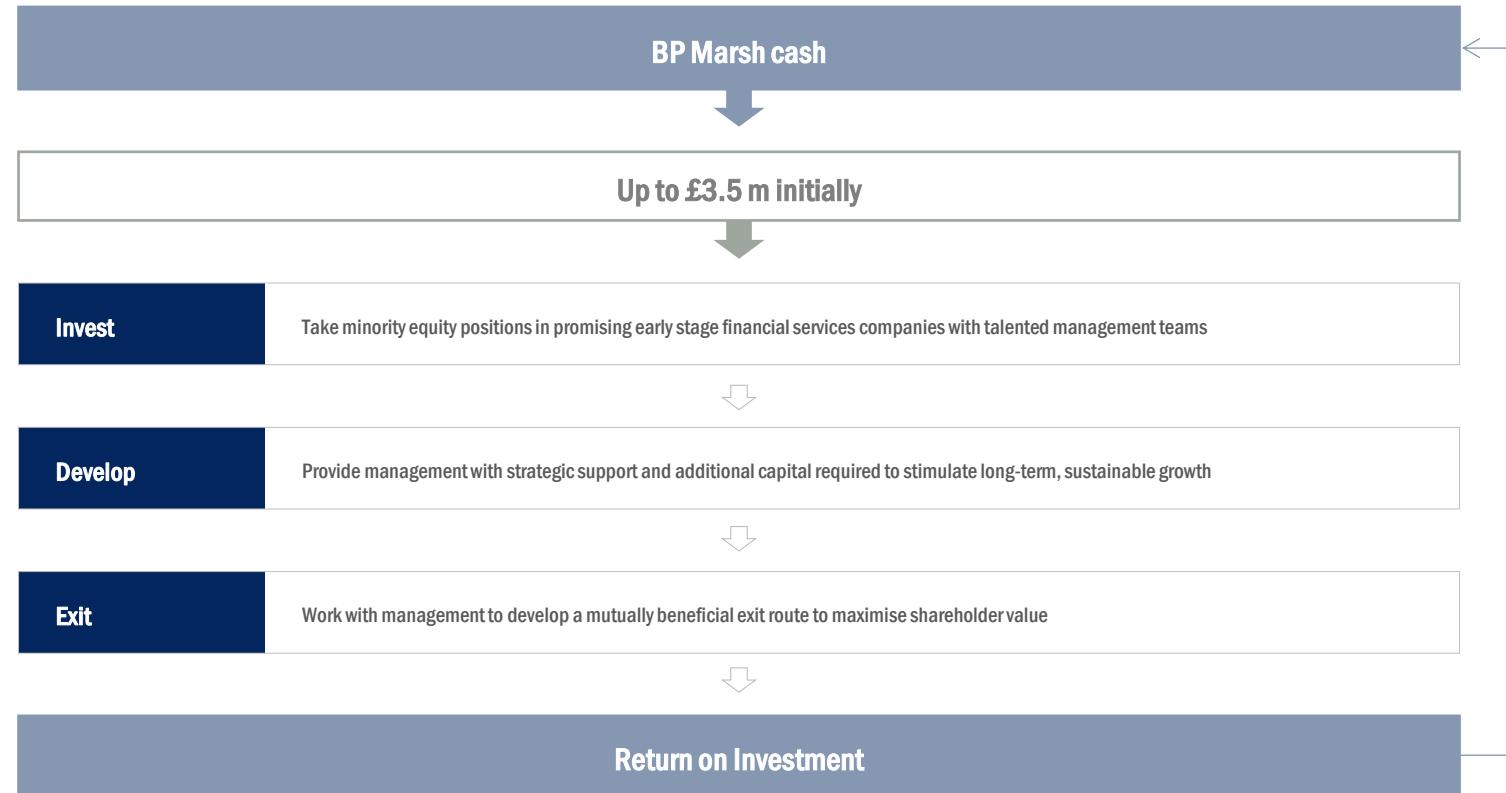 BP Marsh cash
Up to £3.5 m initially
Invest
Take minority equity positions in promising early stage financial services companies with talented management teams
Develop
Provide management with strategic support and additional capital required to stimulate long-term, sustainable growth
Exit
Work with management to develop a mutually beneficial exit route to maximise shareholder value
Return on Investment